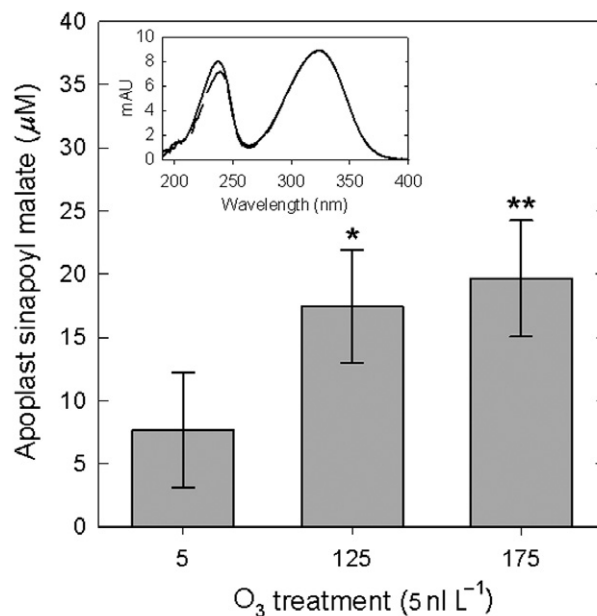 40
35
30
25
20
15
10
5
0
Apoplast sinapoyl malate (μM)
10
8
6
4
2
0
mAU
200 250 300 350 400
Wavelength (nm)
*
**
5 125 175
O₃ treatment (5 nl L⁻¹)